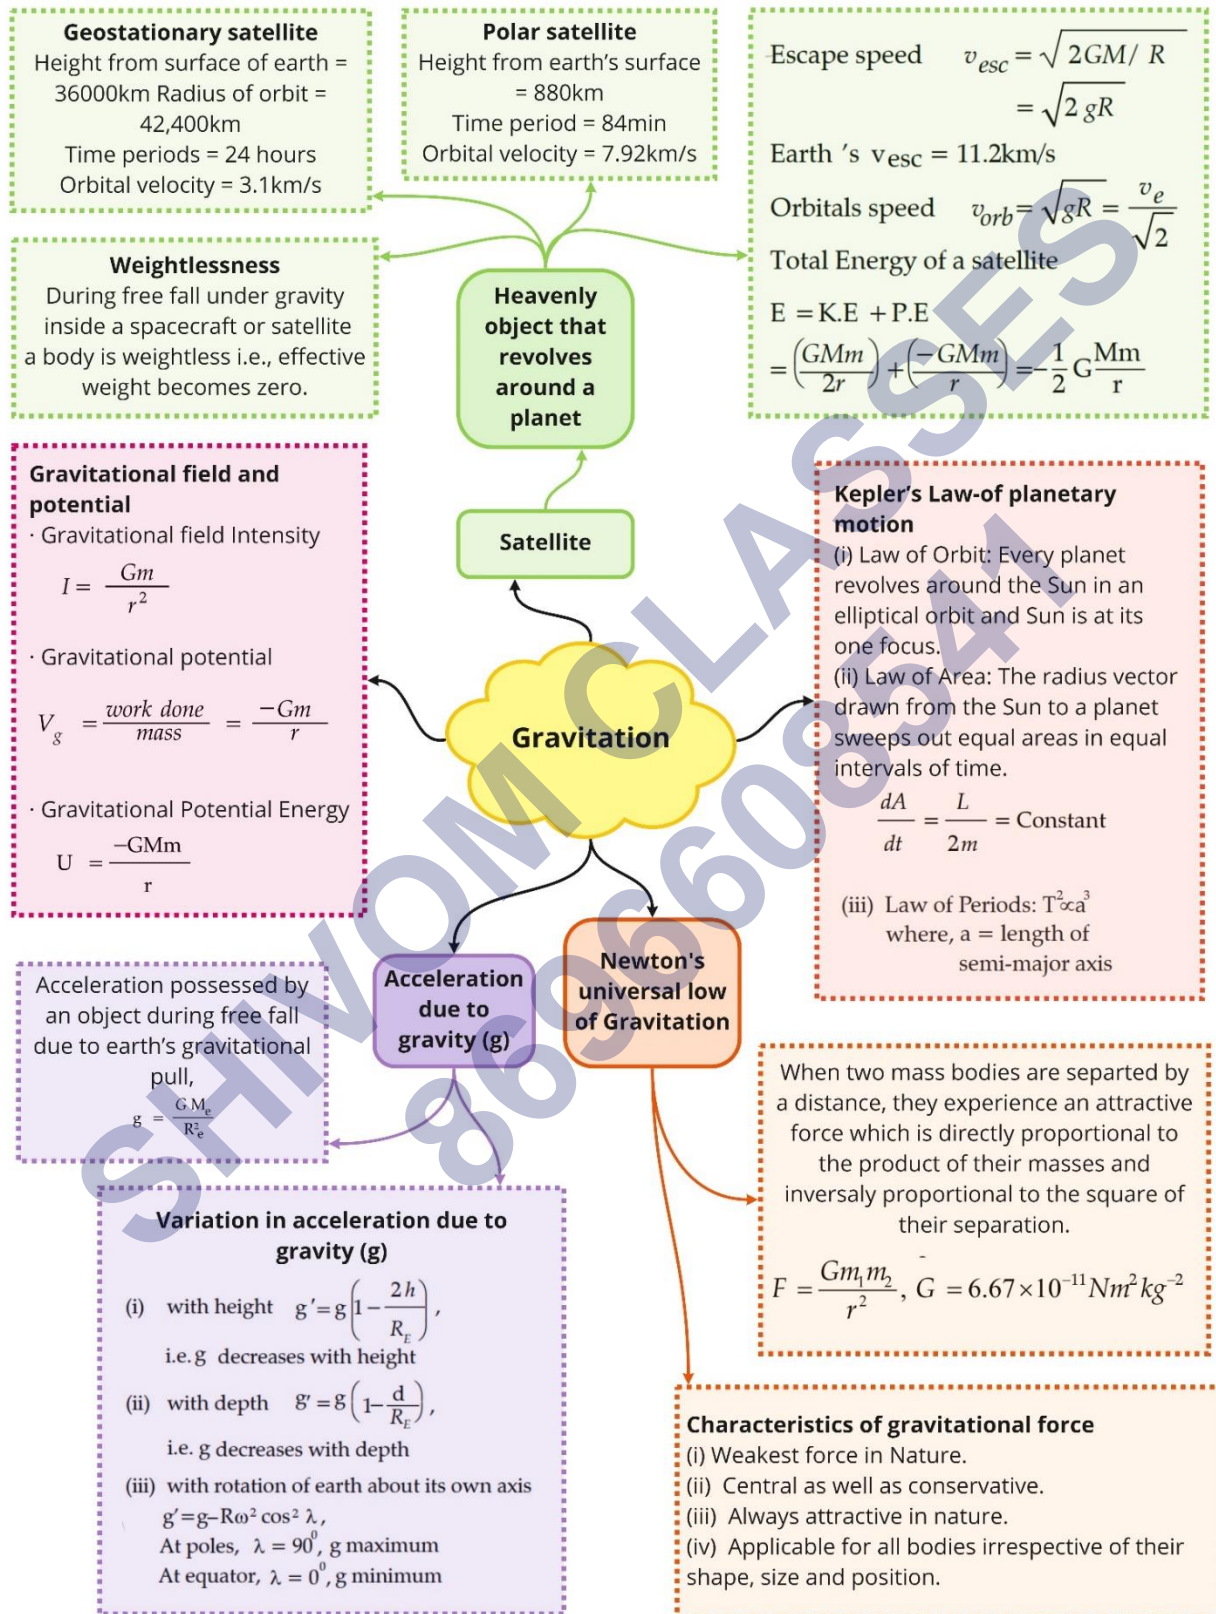 Geostationary satellite
Height from surface of earth =
36000km Radius of orbit =
42,400km
Time periods = 24 hours
Orbital velocity = 3.1km/s
Polar satellite
Height from earth's surface
= 880km
Time period = 84min
Orbital velocity = 7.92km/s
Escape speed v_esc = √2GM/ R
= √2 gR
Earth 's v_esc = 11.2km/s
Orbitals speed v_orb = √gR = v_e/√2
Total Energy of a satellite
E = K.E + P.E
= (GMm/2r) + (−GMm/r) = −1/2 G Mm/r
Weightlessness
During free fall under gravity
inside a spacecraft or satellite
a body is weightless i.e., effective
weight becomes zero.
Heavenly
object that
revolves
around a
planet
Satellite
Gravitational field and
potential
· Gravitational field Intensity
I = Gm/r²
· Gravitational potential
V_g = work done/mass = −Gm/r
· Gravitational Potential Energy
U = −GMm/r
Kepler's Law-of planetary
motion
(i) Law of Orbit: Every planet
revolves around the Sun in an
elliptical orbit and Sun is at its
one focus.
(ii) Law of Area: The radius vector
drawn from the Sun to a planet
sweeps out equal areas in equal
intervals of time.
dA/dt = L/2m = Constant
(iii) Law of Periods: T²∝a³
where, a = length of
semi-major axis
Gravitation
Acceleration
due to
gravity (g)
Newton's
universal low
of Gravitation
Acceleration possessed by
an object during free fall
due to earth's gravitational
pull,
g = G M_e/R²_e
When two mass bodies are separted by
a distance, they experience an attractive
force which is directly proportional to
the product of their masses and
inversaly proportional to the square of
their separation.
F = Gm₁m₂/r², G = 6.67×10⁻¹¹Nm²kg⁻²
Variation in acceleration due to
gravity (g)
(i) with height g′=g(1−2h/R_E),
i.e.g decreases with height
(ii) with depth g′=g(1−d/R_E),
i.e. g decreases with depth
(iii) with rotation of earth about its own axis
g′=g–Rω² cos² λ,
At poles, λ = 90⁰, g maximum
At equator, λ = 0⁰, g minimum
Characteristics of gravitational force
(i) Weakest force in Nature.
(ii) Central as well as conservative.
(iii) Always attractive in nature.
(iv) Applicable for all bodies irrespective of their
shape, size and position.
SHIVOM CLASSES
8696608541